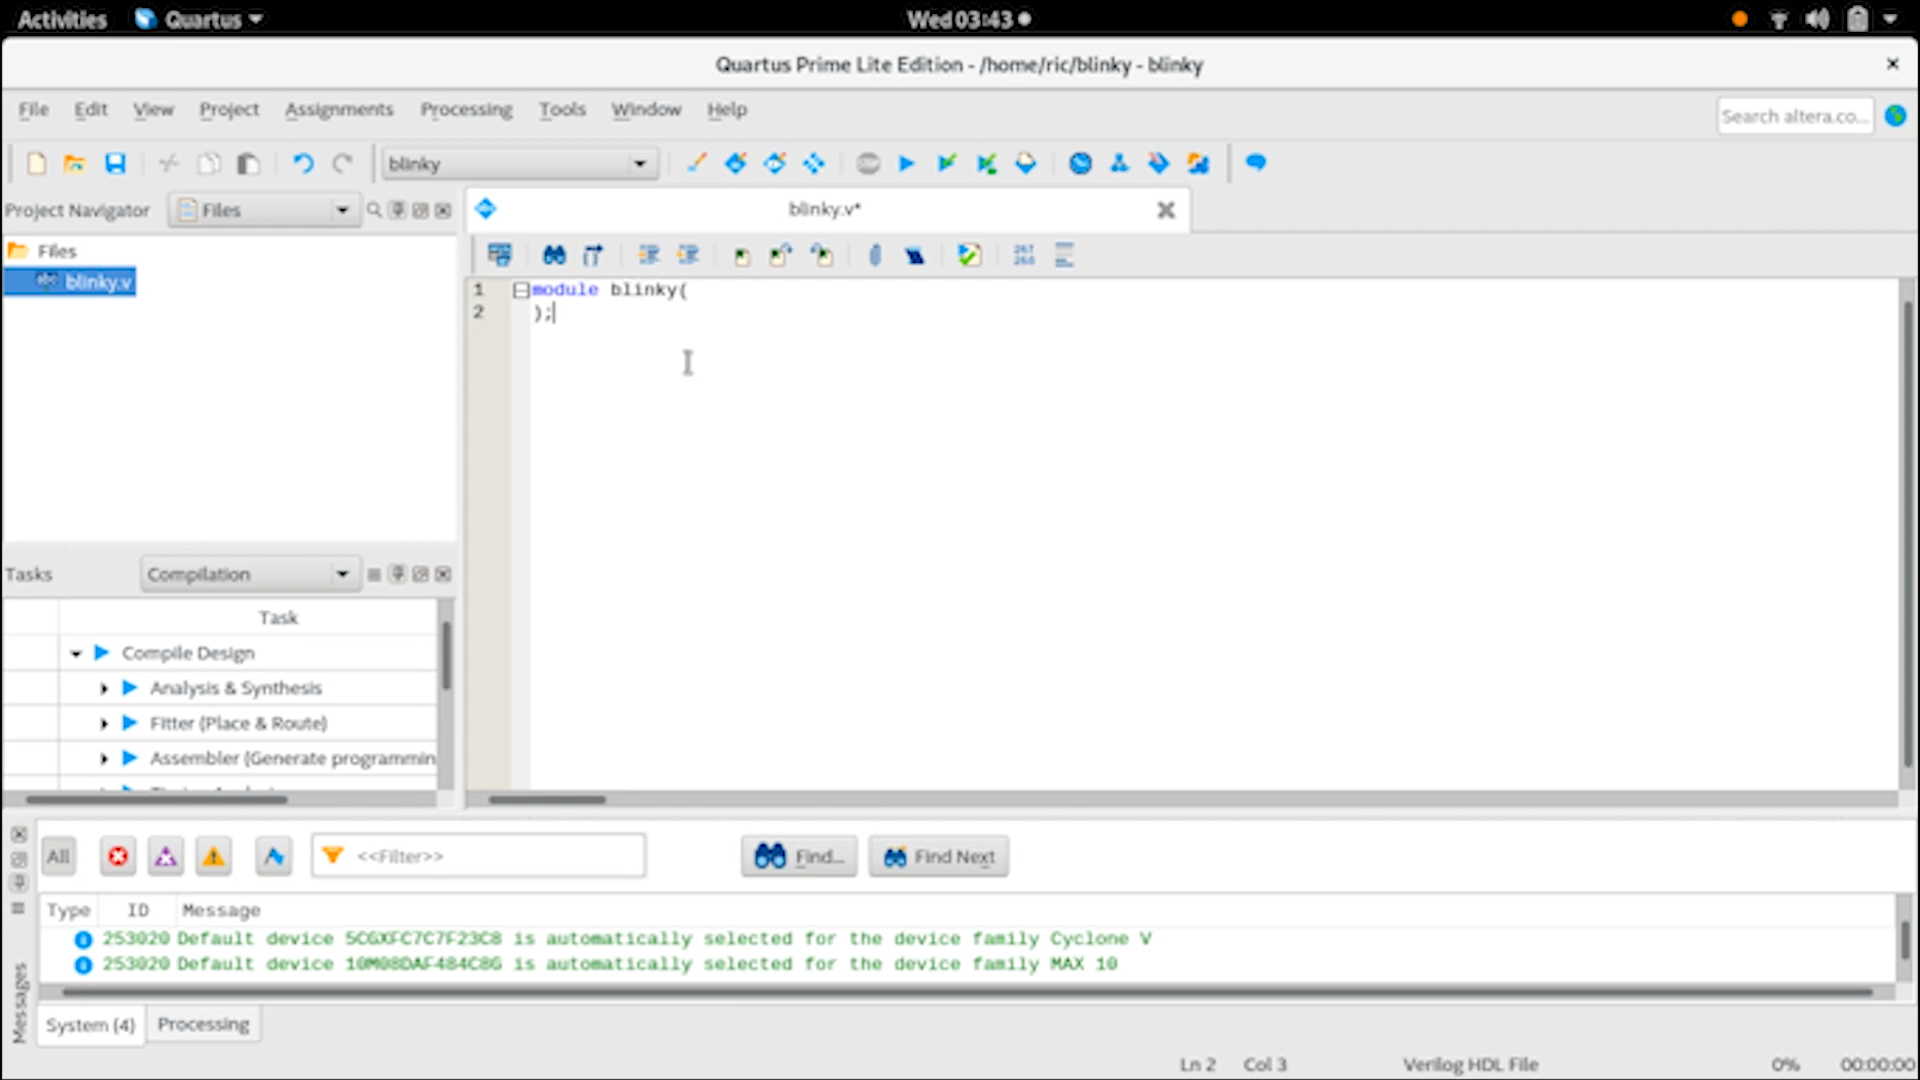 Activities Quartus Wed 03:43
Quartus Prime Lite Edition - /home/ric/blinky - blinky
File Edit View Project Assignments Processing Tools Window Help
Search altera.co...
blinky
Project Navigator Files
blinky.v*
Files
blinky.v
1 module blinky(
2 );
Tasks Compilation
Task
Compile Design
Analysis & Synthesis
Fitter (Place & Route)
Assembler (Generate programmin
All <<Filter>> Find... Find Next
Type ID Message
253020 Default device 5CGXFC7C7F23C8 is automatically selected for the device family Cyclone V
253020 Default device 10M08DAF484C8G is automatically selected for the device family MAX 10
Messages
System (4) Processing
Ln 2 Col 3 Verilog HDL File 0% 00:00:00